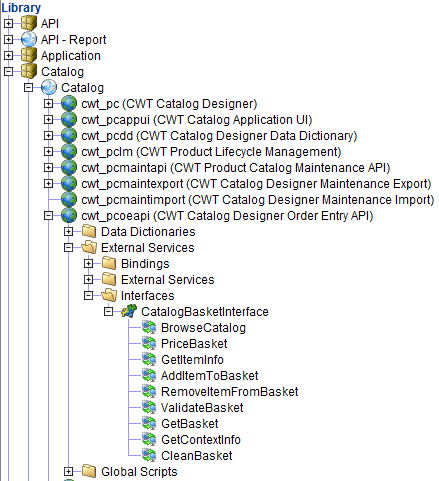 Library
API
API - Report
Application
Catalog
Catalog
cwt_pc (CWT Catalog Designer)
cwt_pcappui (CWT Catalog Application UI)
cwt_pcdd (CWT Catalog Designer Data Dictionary)
cwt_pclm (CWT Product Lifecycle Management)
cwt_pcmaintapi (CWT Product Catalog Maintenance API)
cwt_pcmaintexport (CWT Catalog Designer Maintenance Export)
cwt_pcmaintimport (CWT Catalog Designer Maintenance Import)
cwt_pcoeapi (CWT Catalog Designer Order Entry API)
Data Dictionaries
External Services
Bindings
External Services
Interfaces
CatalogBasketInterface
BrowseCatalog
PriceBasket
GetItemInfo
AddItemToBasket
RemoveItemFromBasket
ValidateBasket
GetBasket
GetContextInfo
CleanBasket
Global Scripts